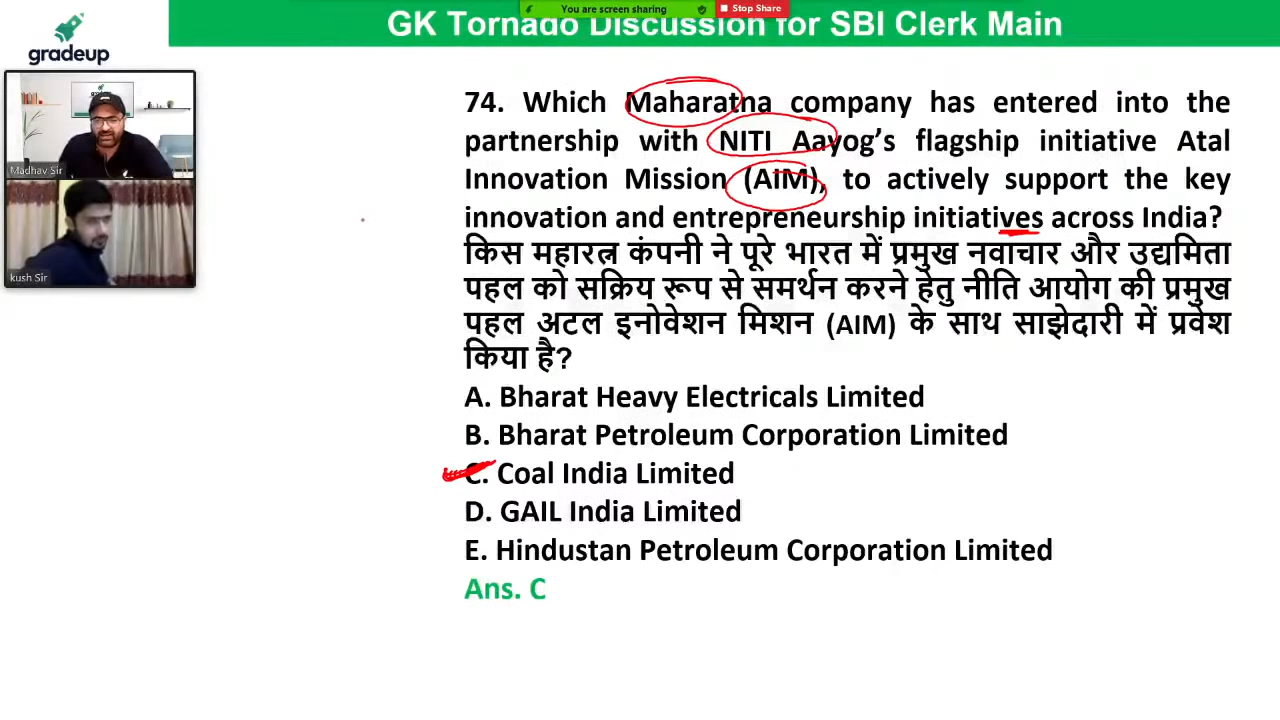 You are screen sharing
Stop Share
GK Tornado Discussion for SBI Clerk Main
gradeup
Madhav Sir
kush Sir
74. Which Maharatna company has entered into the
partnership with NITI Aayog's flagship initiative Atal
Innovation Mission (AIM), to actively support the key
innovation and entrepreneurship initiatives across India?
किस महारत्न कंपनी ने पूरे भारत में प्रमुख नवाचार और उद्यमिता
पहल को सक्रिय रूप से समर्थन करने हेतु नीति आयोग की प्रमुख
पहल अटल इनोवेशन मिशन (AIM) के साथ साझेदारी में प्रवेश
किया है?
A. Bharat Heavy Electricals Limited
B. Bharat Petroleum Corporation Limited
C. Coal India Limited
D. GAIL India Limited
E. Hindustan Petroleum Corporation Limited
Ans. C